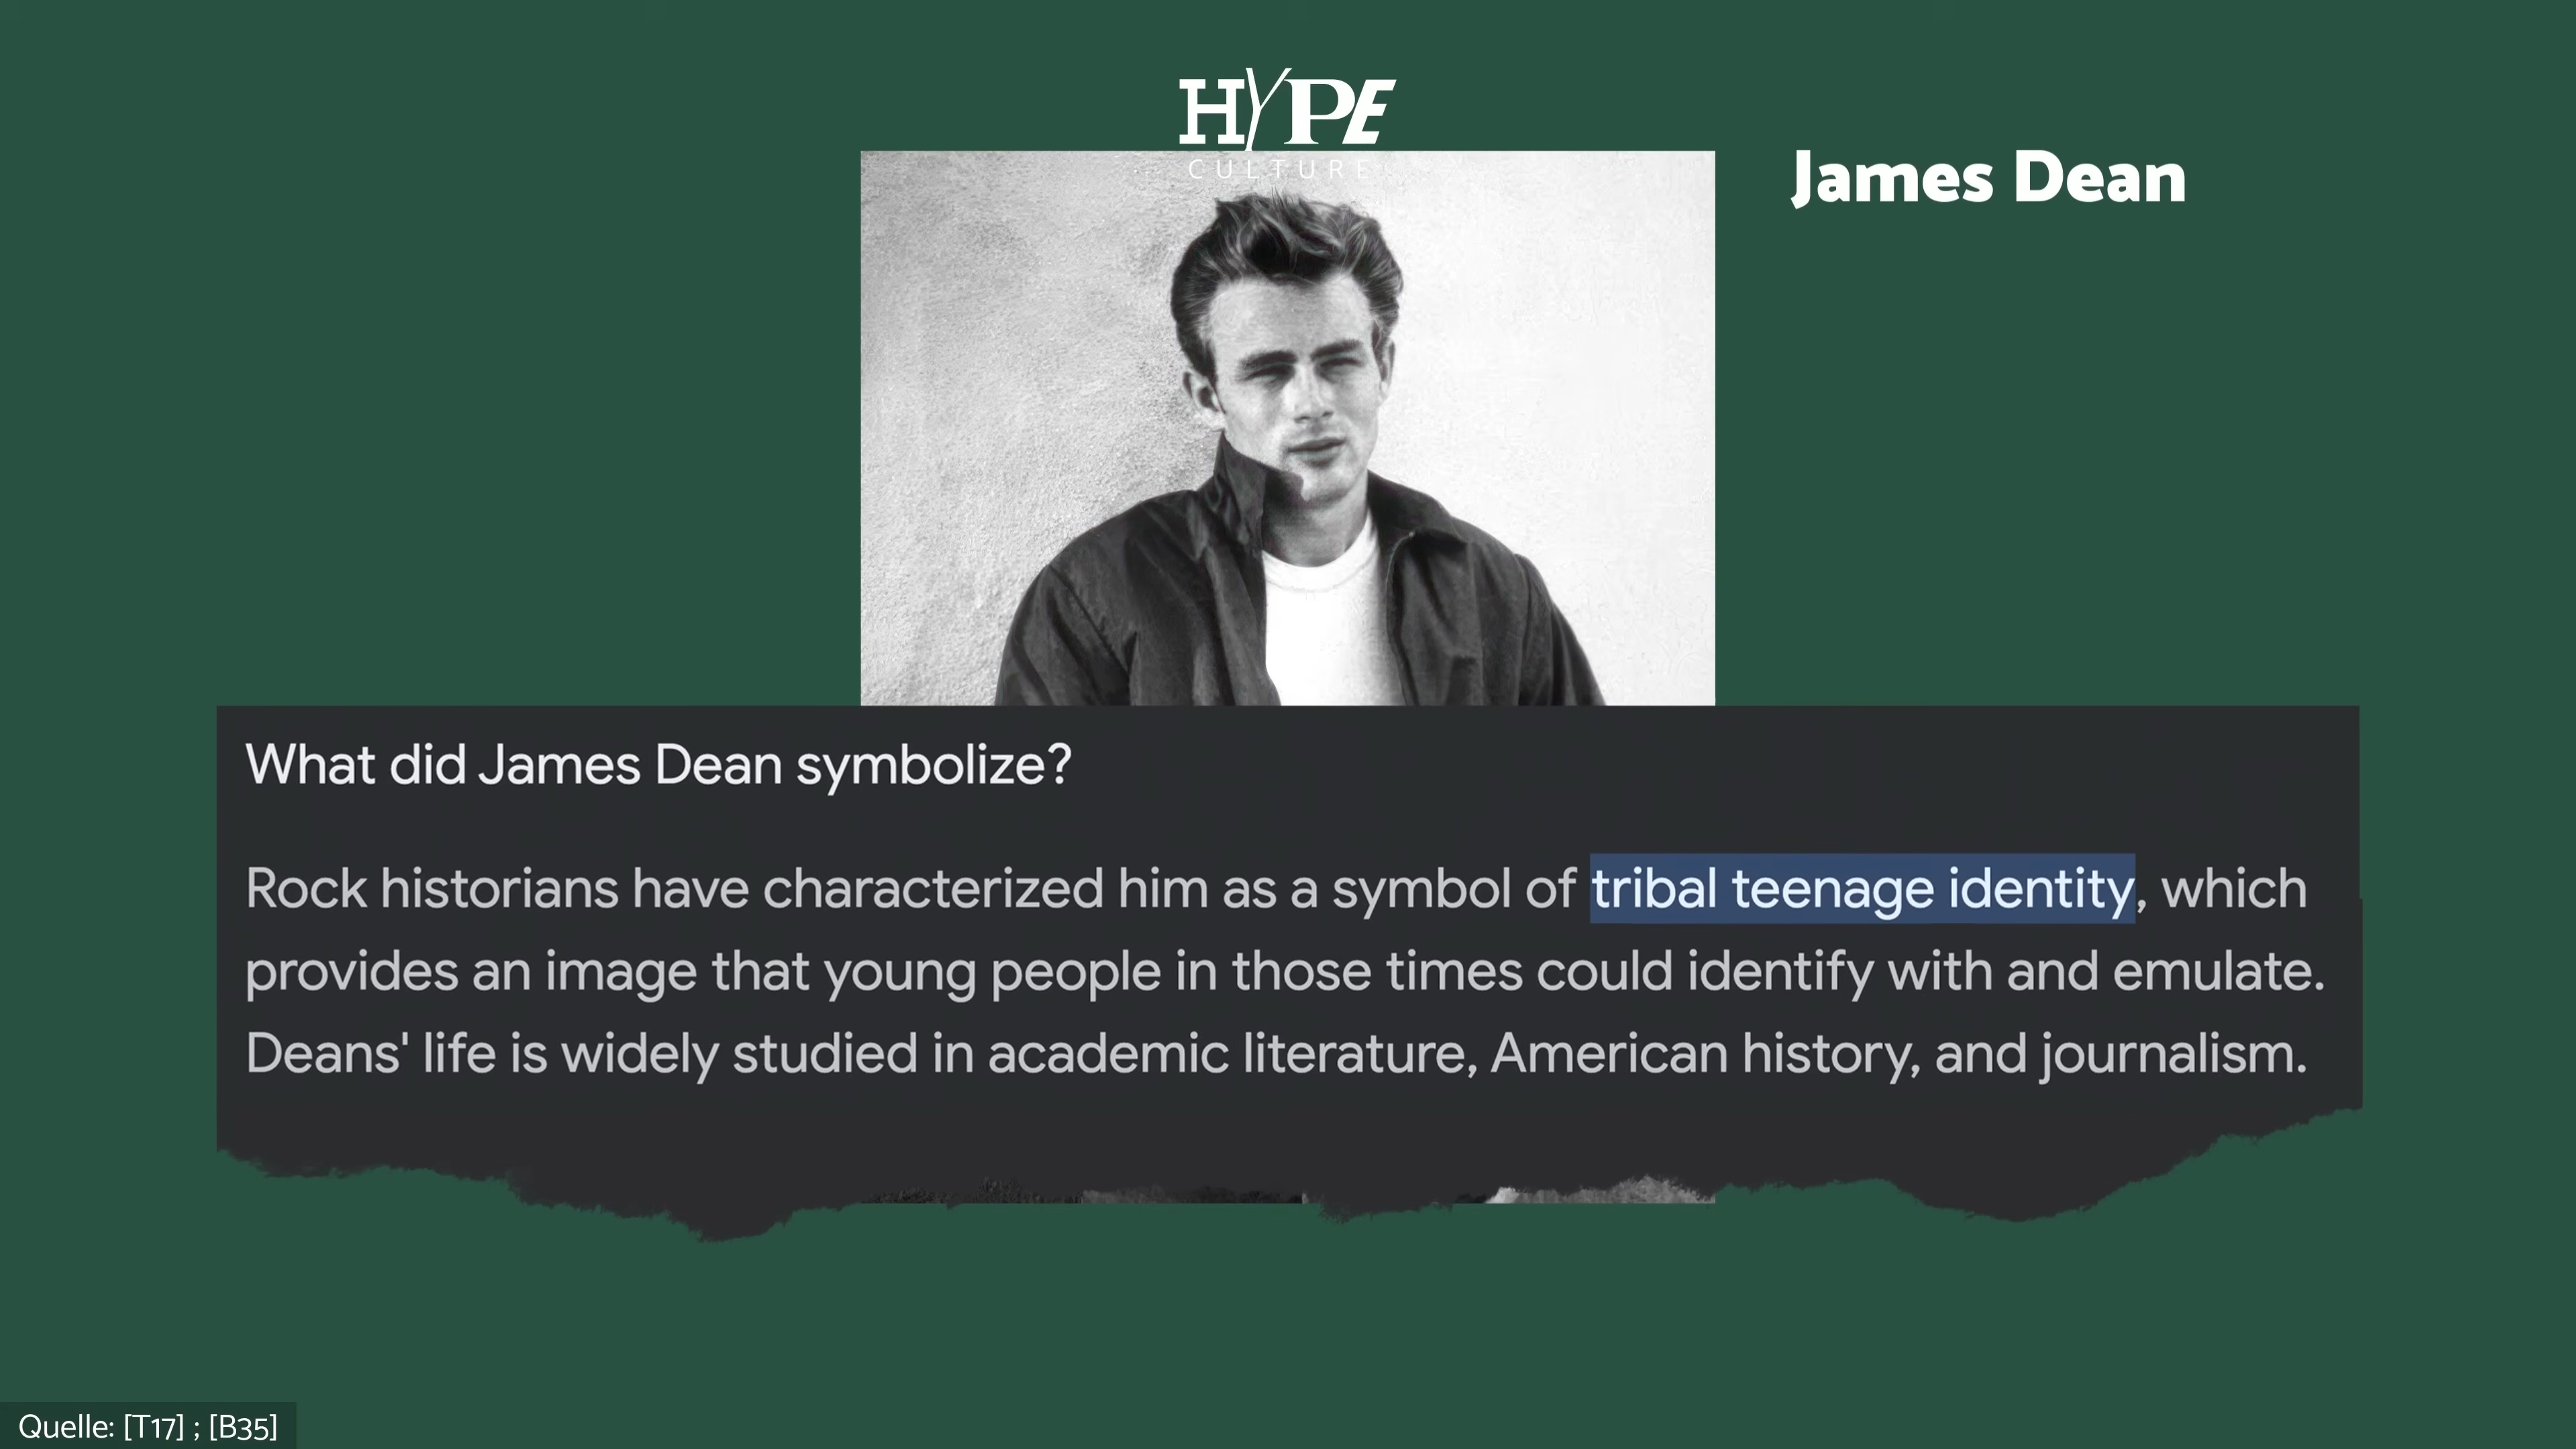 HYPE
CULTURE
James Dean
What did James Dean symbolize?
Rock historians have characterized him as a symbol of tribal teenage identity, which
provides an image that young people in those times could identify with and emulate.
Deans' life is widely studied in academic literature, American history, and journalism.
Quelle: [T17] ; [B35]